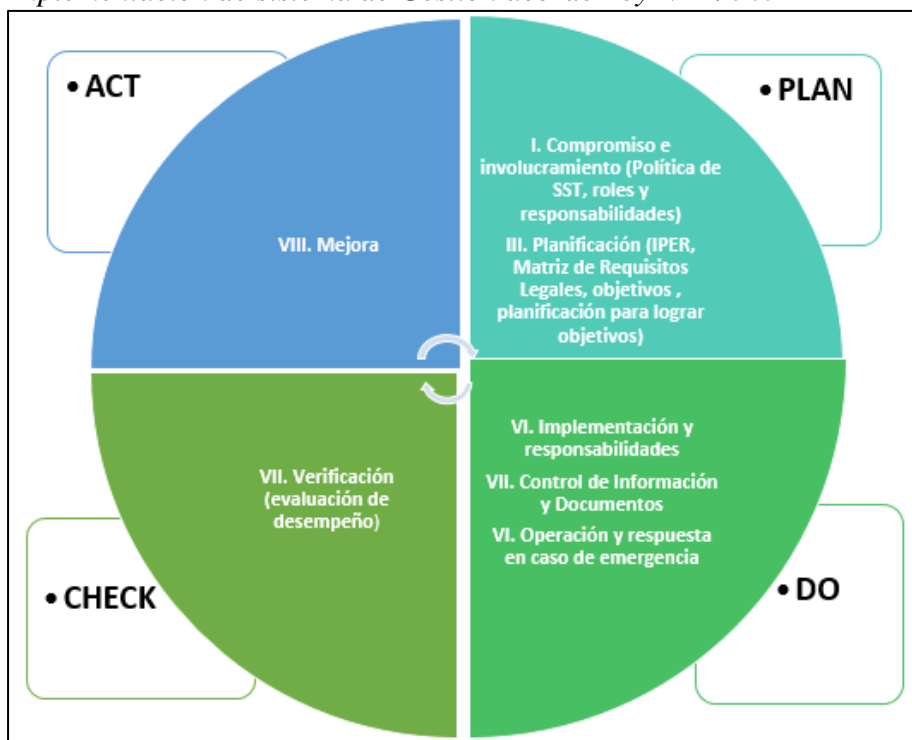 • ACT
• PLAN
I. Compromiso e
involucramiento (Política de
SST, roles y
responsabilidades)
III. Planificación (IPER,
Matriz de Requisitos
Legales, objetivos ,
planificación para lograr
objetivos)
VIII. Mejora
VI. Implementación y
responsabilidades
VII. Control de Información
y Documentos
VI. Operación y respuesta
en caso de emergencia
VII. Verificación
(evaluación de
desempeño)
• CHECK
• DO